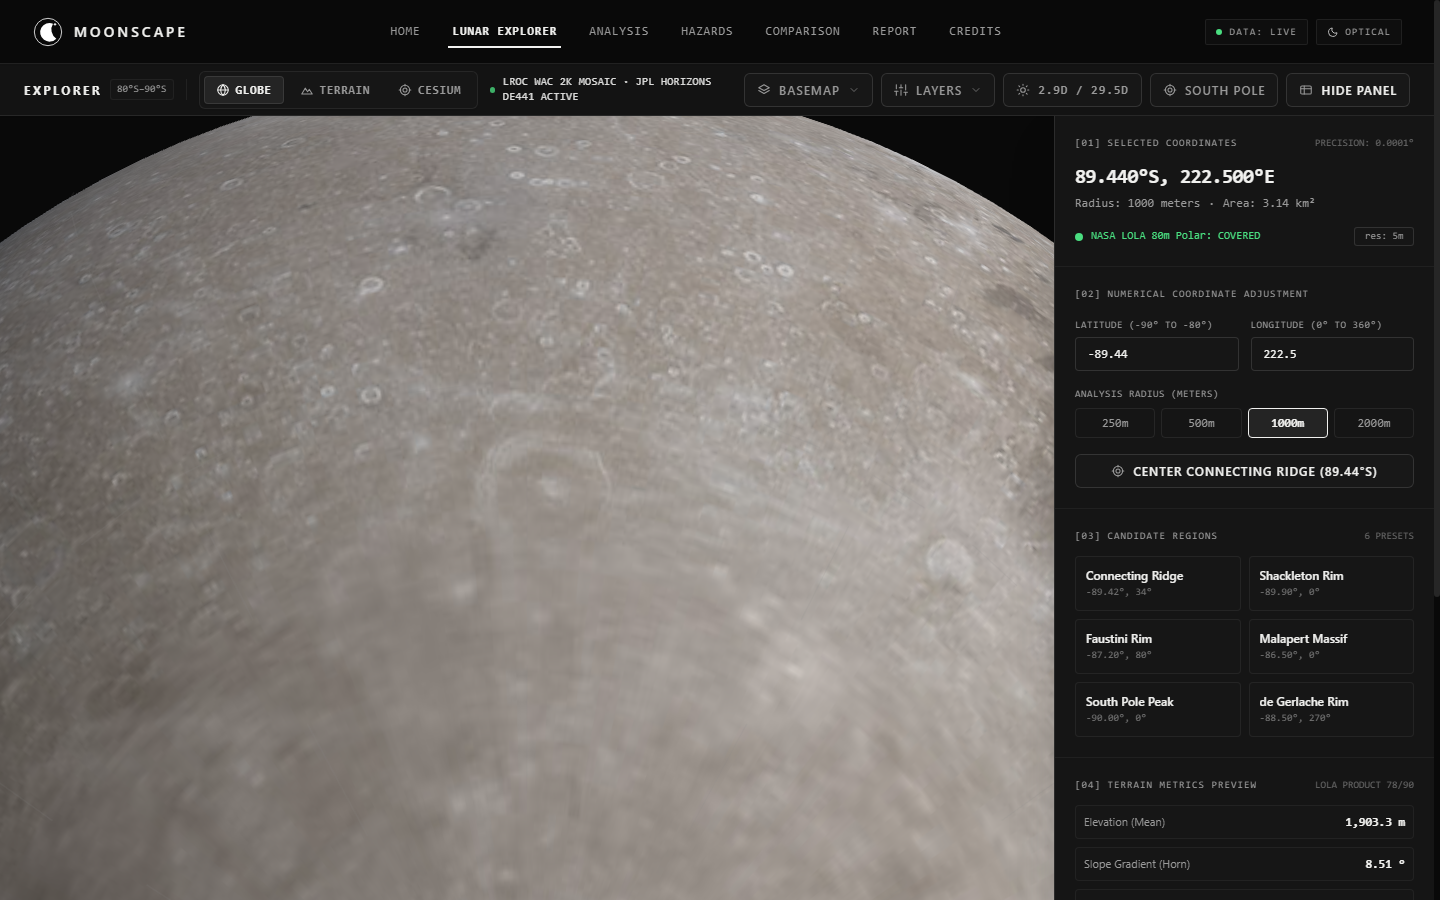 MOONSCAPE
HOME LUNAR EXPLORER ANALYSIS HAZARDS COMPARISON REPORT CREDITS
DATA: LIVE OPTICAL
EXPLORER 80°S–90°S GLOBE TERRAIN CESIUM
LROC WAC 2K MOSAIC · JPL HORIZONS
DE441 ACTIVE
BASEMAP LAYERS 2.9D / 29.5D SOUTH POLE HIDE PANEL
[01] SELECTED COORDINATES PRECISION: 0.0001°
89.440°S, 222.500°E
Radius: 1000 meters · Area: 3.14 km²
NASA LOLA 80m Polar: COVERED res: 5m
[02] NUMERICAL COORDINATE ADJUSTMENT
LATITUDE (-90° TO -80°) LONGITUDE (0° TO 360°)
-89.44 222.5
ANALYSIS RADIUS (METERS)
250m 500m 1000m 2000m
CENTER CONNECTING RIDGE (89.44°S)
[03] CANDIDATE REGIONS 6 PRESETS
Connecting Ridge Shackleton Rim
-89.42°, 34° -89.90°, 0°
Faustini Rim Malapert Massif
-87.20°, 80° -86.50°, 0°
South Pole Peak de Gerlache Rim
-90.00°, 0° -88.50°, 270°
[04] TERRAIN METRICS PREVIEW LOLA PRODUCT 78/90
Elevation (Mean) 1,903.3 m
Slope Gradient (Horn) 8.51 °